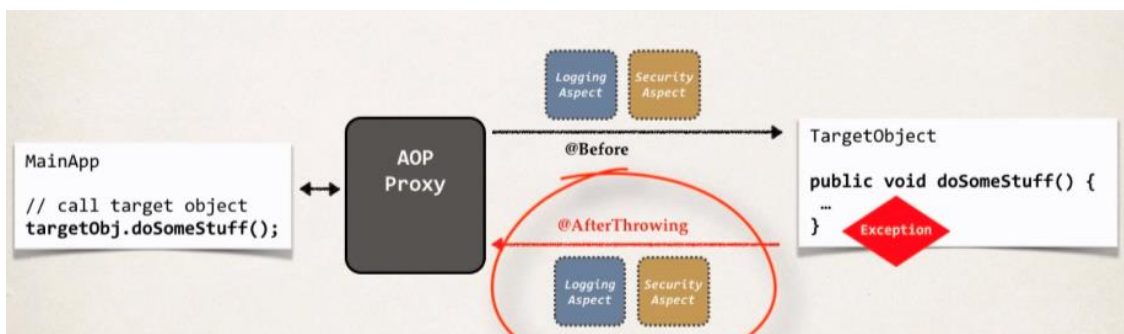 Logging
Aspect
Security
Aspect
@Before
MainApp
// call target object
targetObj.doSomeStuff();
AOP
Proxy
TargetObject
public void doSomeStuff() {
…
}
Exception
@AfterThrowing
Logging
Aspect
Security
Aspect